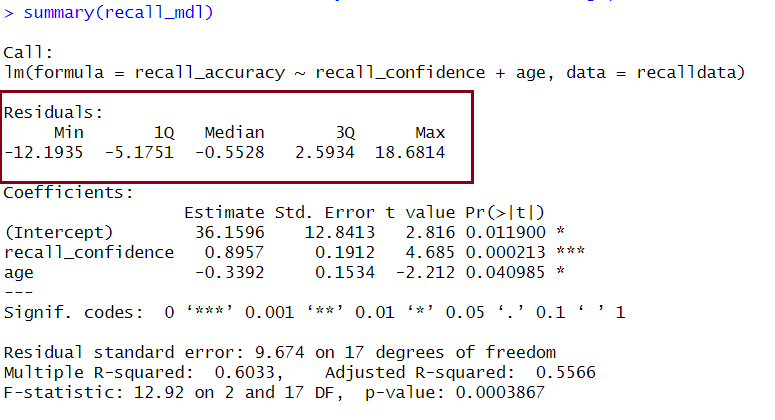 > summary(recall_mdl)
Call:
lm(formula = recall_accuracy ~ recall_confidence + age, data = recalldata)
Residuals:
Min 1Q Median 3Q Max
-12.1935 -5.1751 -0.5528 2.5934 18.6814
Coefficients:
Estimate Std. Error t value Pr(>|t|)
(Intercept) 36.1596 12.8413 2.816 0.011900 *
recall_confidence 0.8957 0.1912 4.685 0.000213 ***
age -0.3392 0.1534 -2.212 0.040985 *
---
Signif. codes: 0 ‘***’ 0.001 ‘**’ 0.01 ‘*’ 0.05 ‘.’ 0.1 ‘ ’ 1
Residual standard error: 9.674 on 17 degrees of freedom
Multiple R-squared: 0.6033, Adjusted R-squared: 0.5566
F-statistic: 12.92 on 2 and 17 DF, p-value: 0.0003867